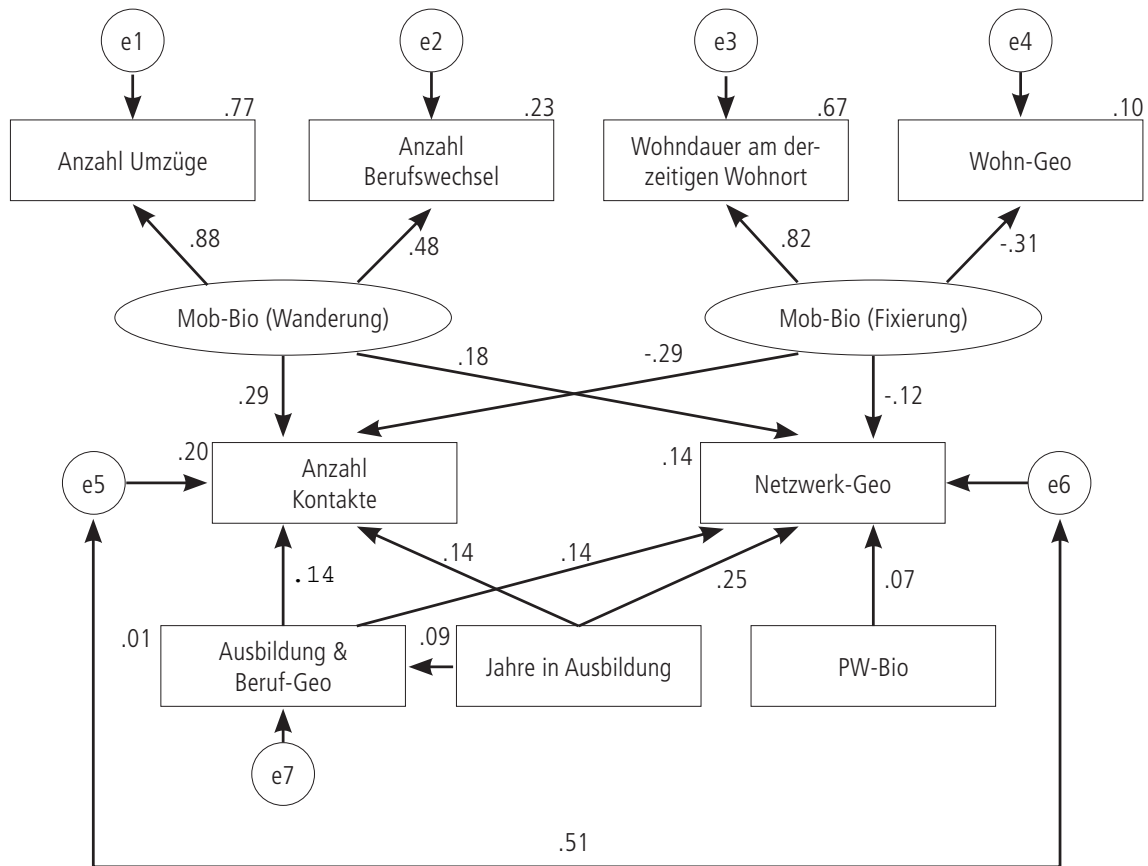 e1
e2
e3
e4
.77
.23
.67
.10
Anzahl Umzüge
Anzahl
Berufswechsel
Wohndauer am der-
zeitigen Wohnort
Wohn-Geo
.88
.48
.82
-.31
Mob-Bio (Wanderung)
Mob-Bio (Fixierung)
.29
.18
-.29
-.12
.20
.14
e5
Anzahl
Kontakte
Netzwerk-Geo
e6
.14
.14
.14
.25
.07
.01
.09
Ausbildung &
Beruf-Geo
Jahre in Ausbildung
PW-Bio
e7
.51